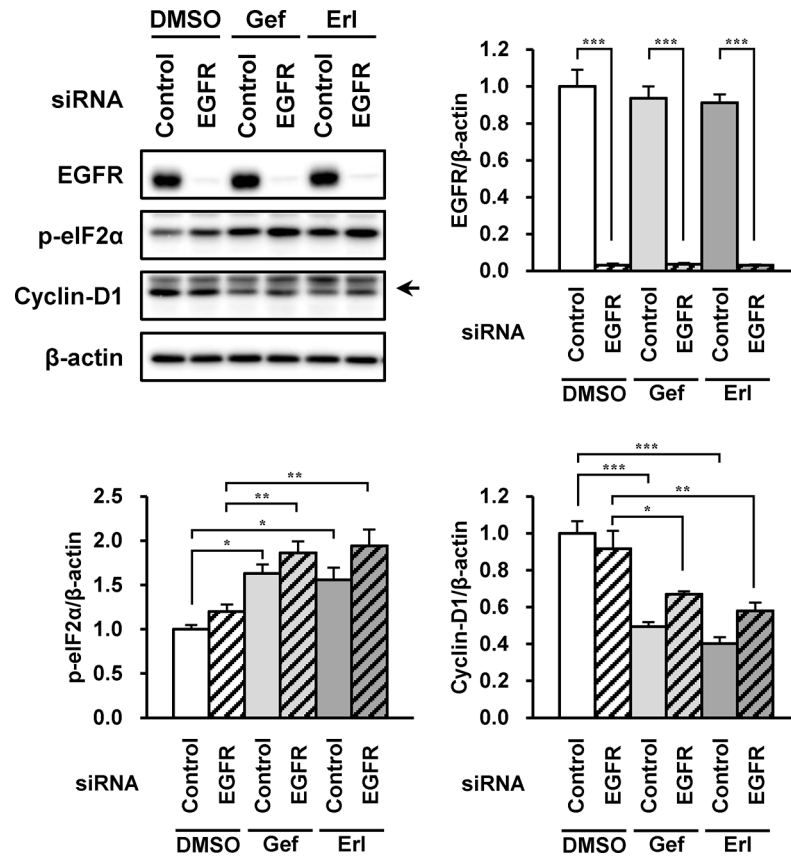 DMSO Gef Erl
siRNA Control EGFR Control EGFR Control EGFR
EGFR
p-eIF2α
Cyclin-D1
β-actin
*** *** ***
EGFR/β-actin
1.2
1.0
0.8
0.6
0.4
0.2
0.0
siRNA Control EGFR Control EGFR Control EGFR
DMSO Gef Erl
**
**
*
*
p-eIF2α/β-actin
2.5
2.0
1.5
1.0
0.5
0.0
siRNA Control EGFR Control EGFR Control EGFR
DMSO Gef Erl
***
***
**
*
Cyclin-D1/β-actin
1.2
1.0
0.8
0.6
0.4
0.2
0.0
siRNA Control EGFR Control EGFR Control EGFR
DMSO Gef Erl